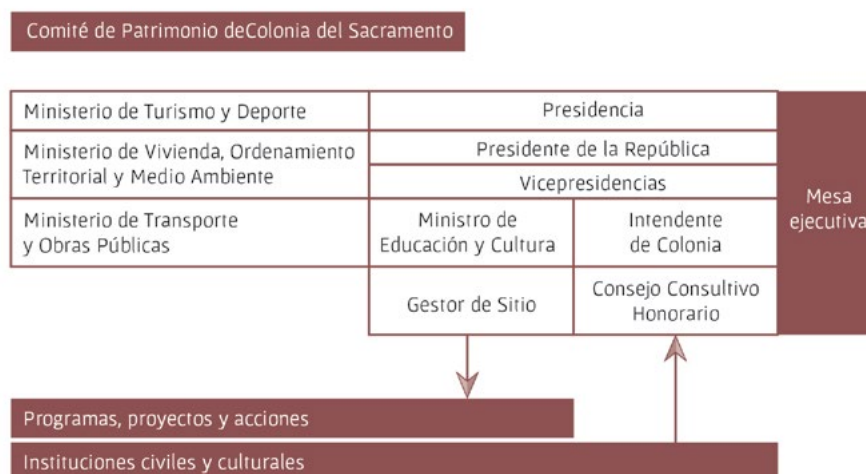 Comité de Patrimonio deColonia del Sacramento
Ministerio de Turismo y Deporte
Presidencia
Ministerio de Vivienda, Ordenamiento
Territorial y Medio Ambiente
Presidente de la República
Vicepresidencias
Ministerio de Transporte
y Obras Públicas
Ministro de
Educación y Cultura
Intendente
de Colonia
Gestor de Sitio
Consejo Consultivo
Honorario
Mesa
ejecutiva
Programas, proyectos y acciones
Instituciones civiles y culturales